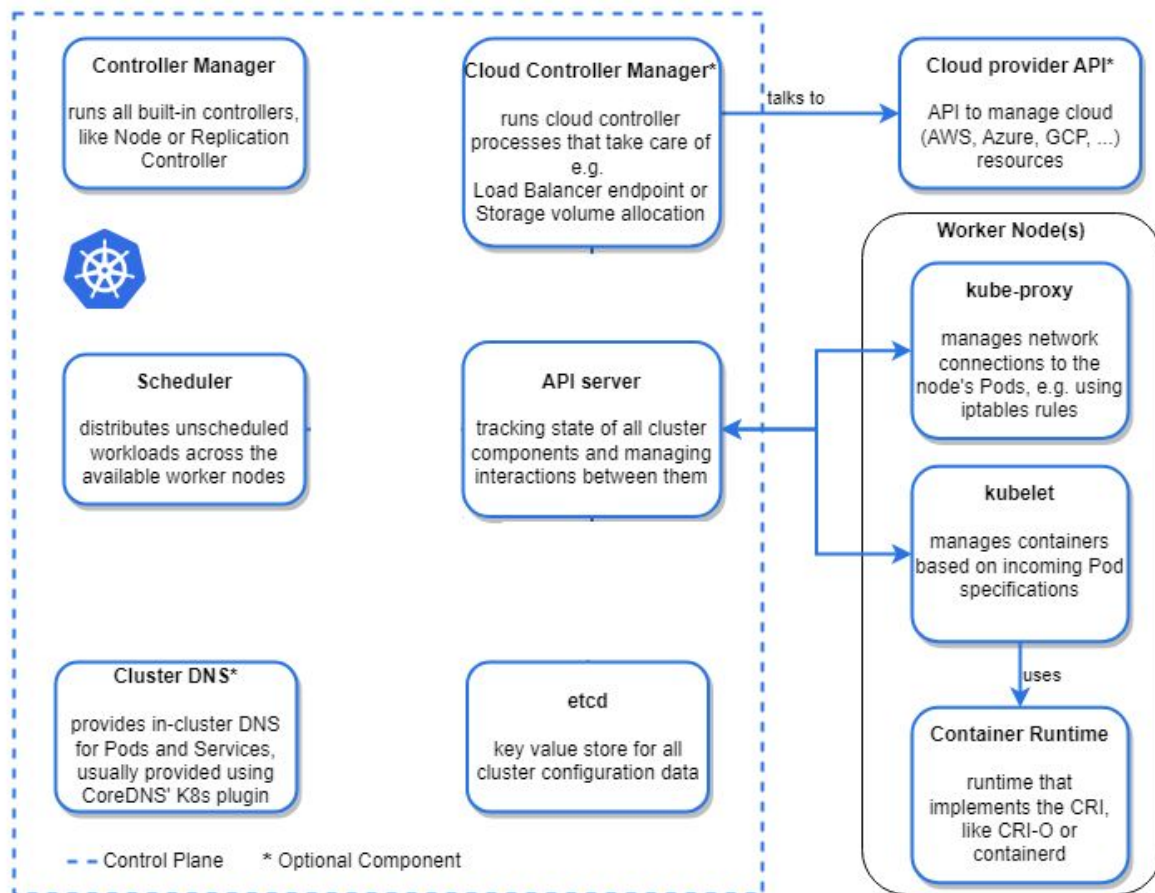 Controller Manager
runs all built-in controllers,
like Node or Replication
Controller
Cloud Controller Manager*
runs cloud controller
processes that take care of
e.g.
Load Balancer endpoint or
Storage volume allocation
talks to
Cloud provider API*
API to manage cloud
(AWS, Azure, GCP, ...)
resources
Worker Node(s)
kube-proxy
manages network
connections to the
node's Pods, e.g. using
iptables rules
Scheduler
distributes unscheduled
workloads across the
available worker nodes
API server
tracking state of all cluster
components and managing
interactions between them
kubelet
manages containers
based on incoming Pod
specifications
uses
Cluster DNS*
provides in-cluster DNS
for Pods and Services,
usually provided using
CoreDNS' K8s plugin
etcd
key value store for all
cluster configuration data
Container Runtime
runtime that
implements the CRI,
like CRI-O or
containerd
Control Plane
* Optional Component